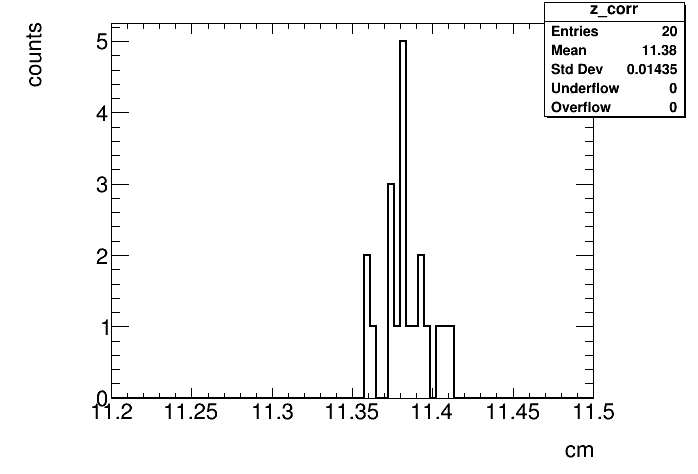 z_corr
Entries 20
Mean 11.38
Std Dev 0.01435
Underflow 0
Overflow 0
counts
5
4
3
2
1
0
11.2 11.25 11.3 11.35 11.4 11.45 11.5
cm